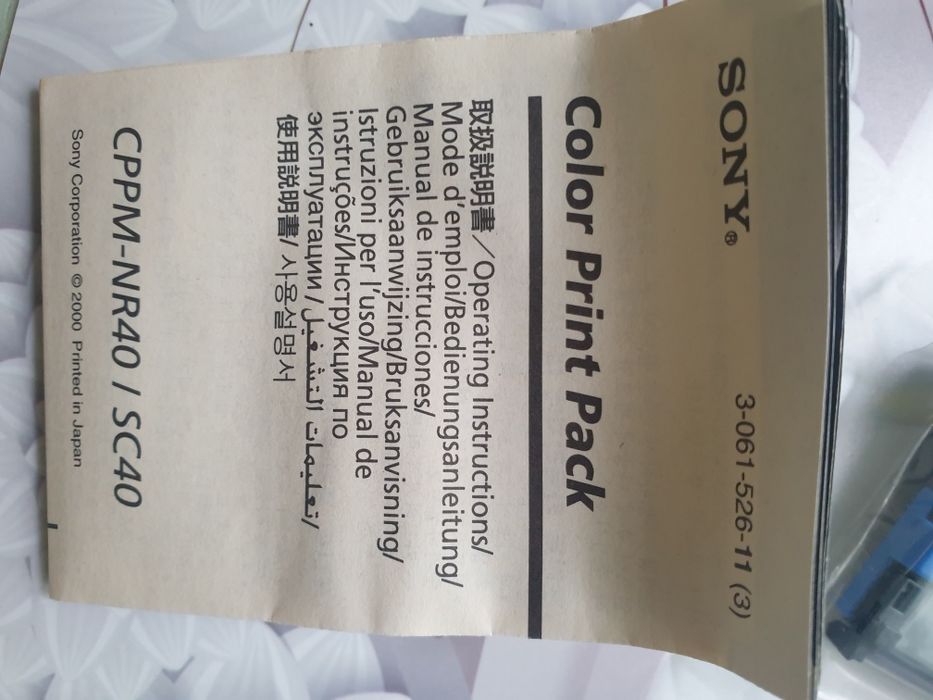 SONY®
3-061-526-11 (3)
Color Print Pack
取扱説明書／Operating Instructions/
Mode d'emploi/Bedienungsanleitung/
Manual de instrucciones/
Gebruiksaanwijzing/Bruksanvisning/
Istruzioni per l'uso/Manual de
instruções/Инструкция по
эксплуатации / تعليمات التشغيل/
使用說明書/ 사용설명서
CPPM-NR40 / SC40
Sony Corporation © 2000 Printed in Japan